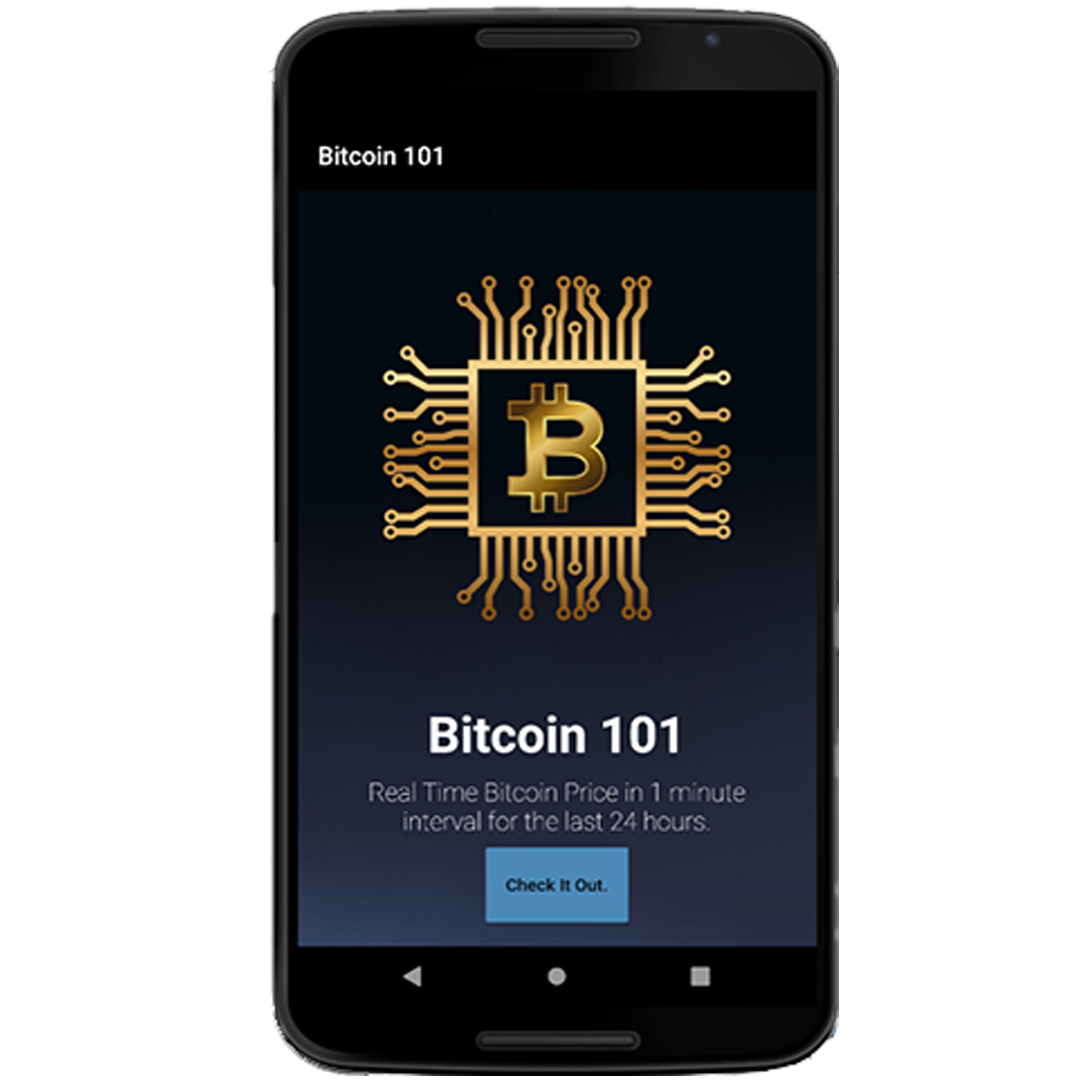 Bitcoin 101
Bitcoin 101
Real Time Bitcoin Price in 1 minute
interval for the last 24 hours.
Check It Out.